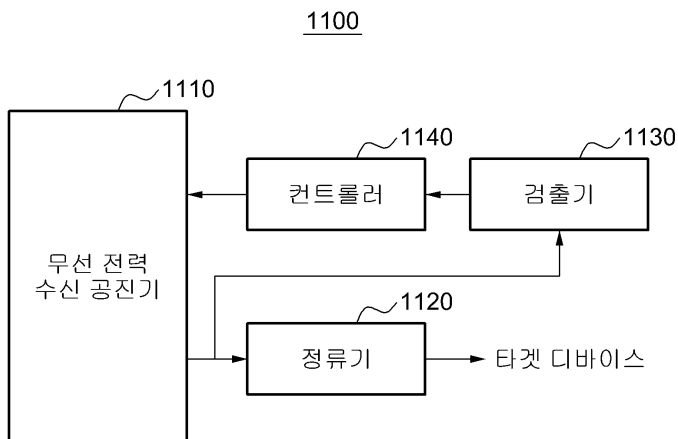 1100
1110
1140
1130
컨트롤러
검출기
무선 전력
수신 공진기
1120
정류기
타겟 디바이스